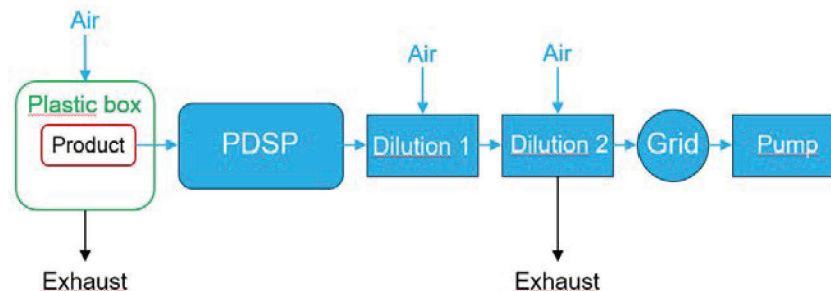 Air
Plastic box
Product
PDSP
Air
Dilution 1
Air
Dilution 2
Grid
Pump
Exhaust
Exhaust